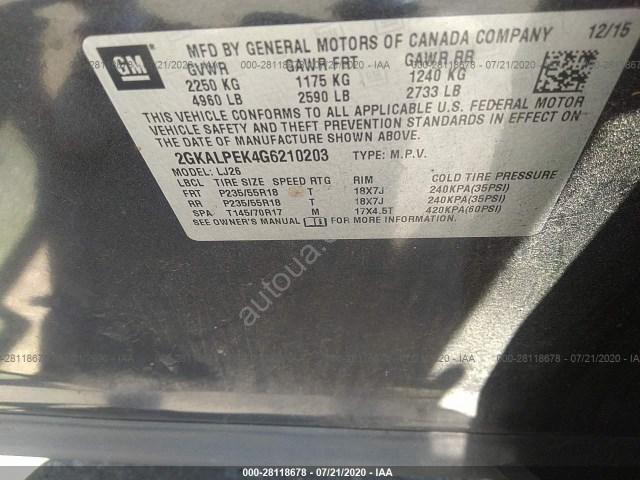 MFD BY GENERAL MOTORS OF CANADA COMPANY 12/15
GM
GVWR GAWR FRT GAWR RR
2250 KG 1175 KG 1240 KG
4960 LB 2590 LB 2733 LB
THIS VEHICLE CONFORMS TO ALL APPLICABLE U.S. FEDERAL MOTOR
VEHICLE SAFETY AND THEFT PREVENTION STANDARDS IN EFFECT ON
THE DATE OF MANUFACTURE SHOWN ABOVE.
2GKALPEK4G6210203 TYPE: M.P.V.
MODEL: LJ26
LBCL TIRE SIZE SPEED RTG RIM COLD TIRE PRESSURE
FRT P235/55R18 T 18X7J 240KPA(35PSI)
RR P235/55R18 T 18X7J 240KPA(35PSI)
SPA T145/70R17 M 17X4.5T 420KPA(60PSI)
SEE OWNER'S MANUAL FOR MORE INFORMATION.
autoua
000-28118678 - 07/21/2020 - IAA